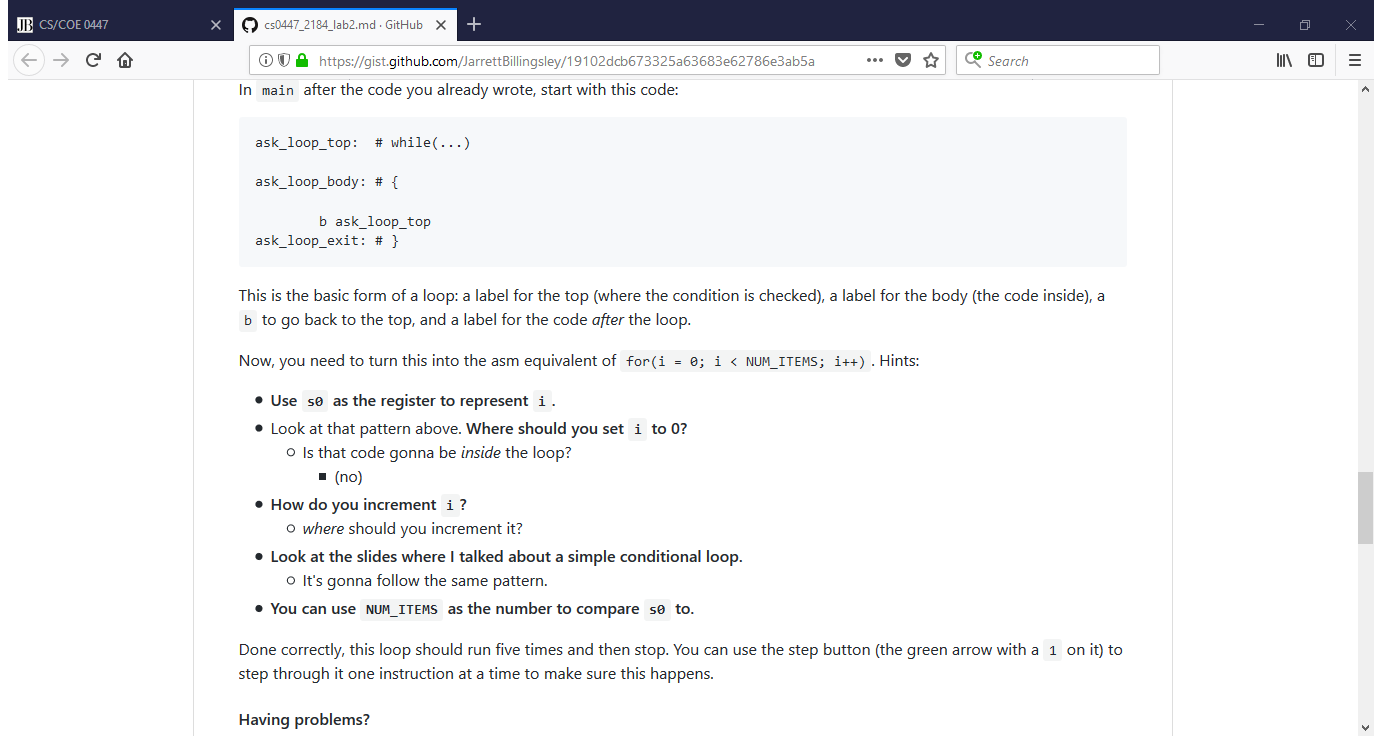 CS/COE 0447
cs0447_2184_lab2.md · GitHub
https://gist.github.com/JarrettBillingsley/19102dcb673325a63683e62786e3ab5a
Search
In main after the code you already wrote, start with this code:
ask_loop_top:  # while(...)
ask_loop_body: # {
        b ask_loop_top
ask_loop_exit: # }
This is the basic form of a loop: a label for the top (where the condition is checked), a label for the body (the code inside), a
b to go back to the top, and a label for the code after the loop.
Now, you need to turn this into the asm equivalent of for(i = 0; i < NUM_ITEMS; i++). Hints:
Use s0 as the register to represent i.
Look at that pattern above. Where should you set i to 0?
Is that code gonna be inside the loop?
(no)
How do you increment i?
where should you increment it?
Look at the slides where I talked about a simple conditional loop.
It's gonna follow the same pattern.
You can use NUM_ITEMS as the number to compare s0 to.
Done correctly, this loop should run five times and then stop. You can use the step button (the green arrow with a 1 on it) to
step through it one instruction at a time to make sure this happens.
Having problems?